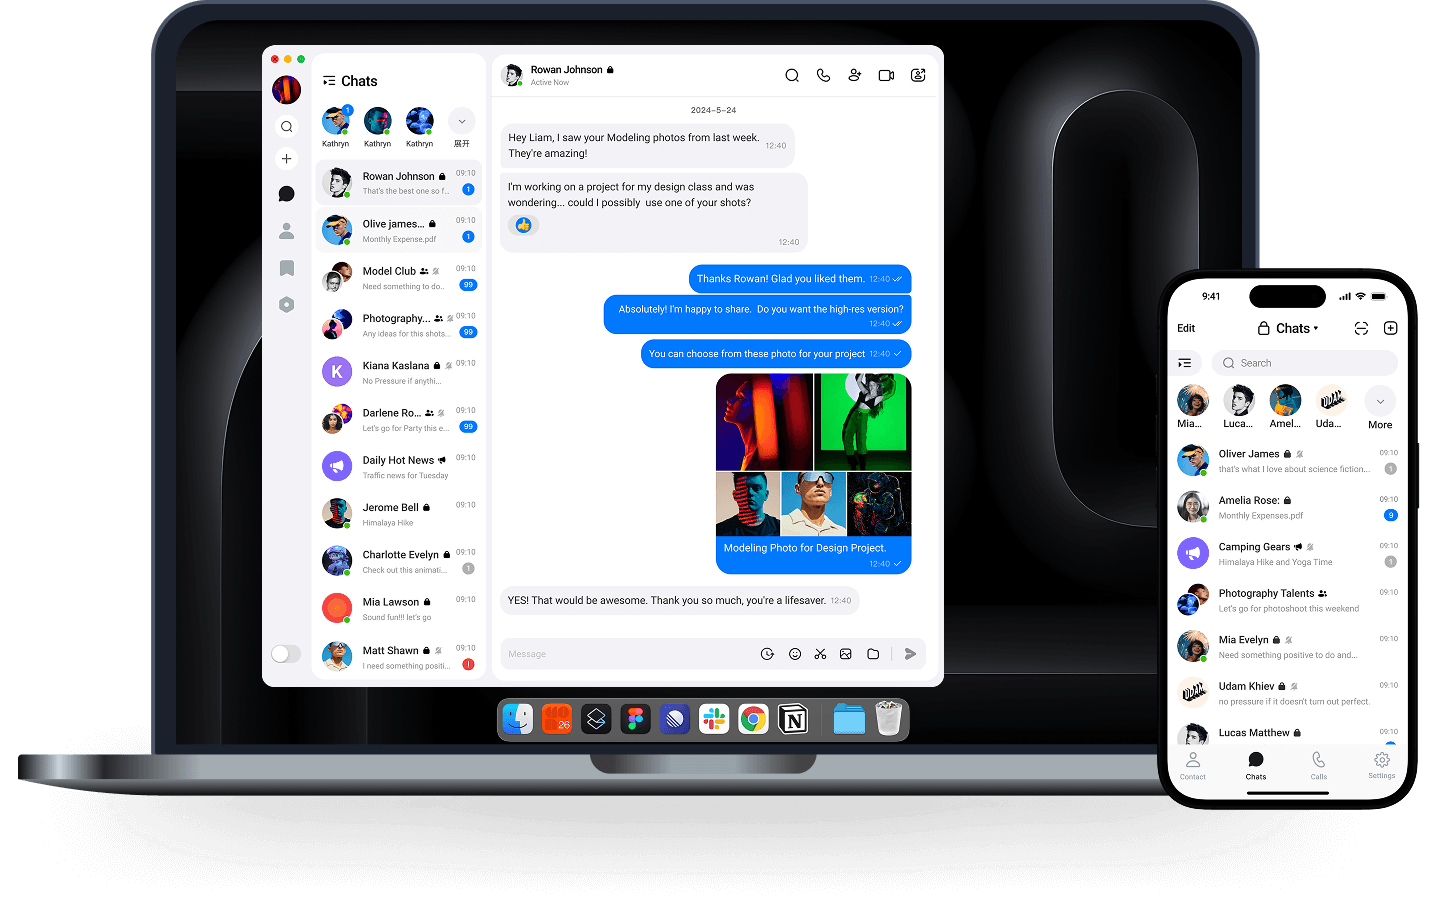 Chats
1
Kathryn
Kathryn
Kathryn
展开
Rowan Johnson
09:10
That's the best one so f...
1
Olive james...
09:10
Monthly Expense.pdf
1
Model Club
09:10
Need something to do..
99
Photography...
09:10
Any ideas for this shots...
99
K
Kiana Kaslana
09:10
No Pressure if anythi...
Darlene Ro...
09:10
Let's go for Party this e...
99
Daily Hot News
09:10
Traffic news for Tuesday
Jerome Bell
09:10
Himalaya Hike
Charlotte Evelyn
09:10
Check out this animati...
1
Mia Lawson
09:10
Sound fun!!! let's go
Matt Shawn
09:10
I need something positi...
!
Rowan Johnson
Active Now
2024-5-24
Hey Liam, I saw your Modeling photos from last week.
They're amazing!
12:40
I'm working on a project for my design class and was
wondering... could I possibly use one of your shots?
12:40
Thanks Rowan! Glad you liked them. 12:40
Absolutely! I'm happy to share. Do you want the high-res version?
12:40
You can choose from these photo for your project 12:40
Modeling Photo for Design Project.
12:40
YES! That would be awesome. Thank you so much, you're a lifesaver. 12:40
Message
26
N
9:41
Edit
Chats
Search
Mia...
Luca...
Amel...
UDAM
Uda...
More
Oliver James
09:10
that's what I love about science fiction...
1
Amelia Rose:
09:10
Monthly Expenses.pdf
9
Camping Gears
09:10
Himalaya Hike and Yoga Time
1
Photography Talents
09:10
Let's go for photoshoot this weekend
Mia Evelyn
09:10
Need something positive to do and...
UDAM
Udam Khiev
09:10
no pressure if it doesn't turn out perfect.
Lucas Matthew
09:10
Contact
Chats
Calls
Settings